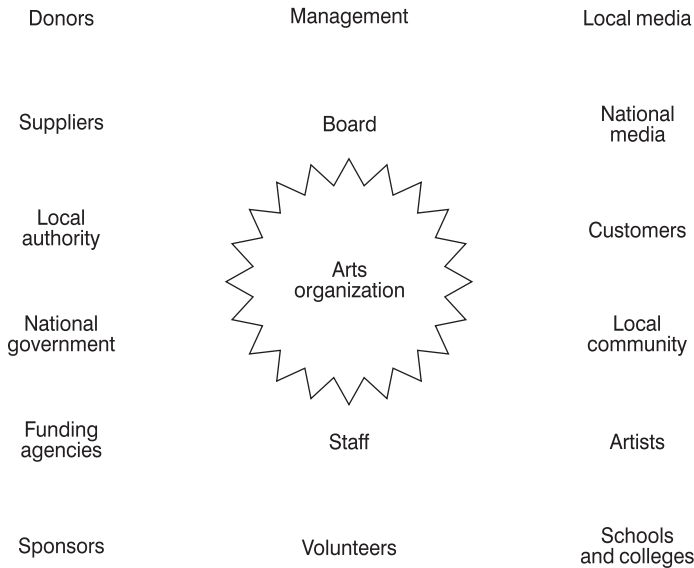 Donors
Management
Local media
Suppliers
Board
National
media
Local
authority
Customers
Arts
organization
National
government
Local
community
Funding
agencies
Staff
Artists
Sponsors
Volunteers
Schools
and colleges